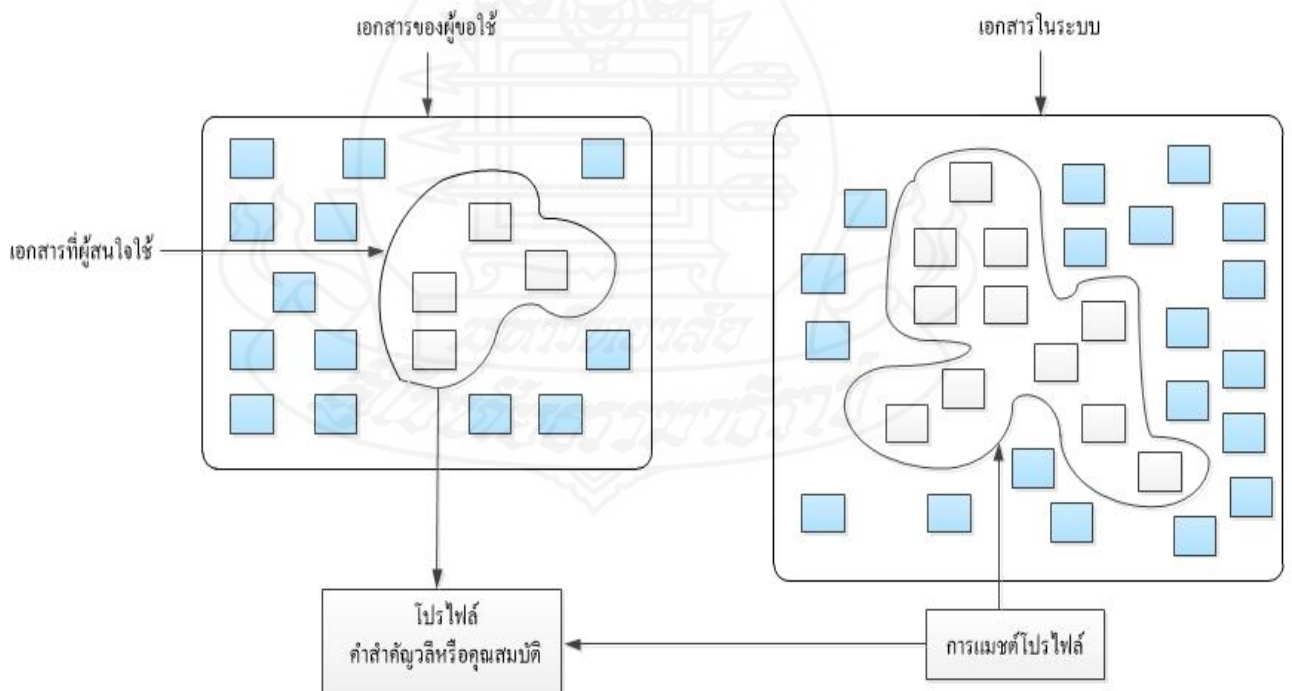 เอกสารของผู้ขอใช้
เอกสารในระบบ
เอกสารที่ผู้สนใจใช้
โปรไฟล์
คำสำคัญวลีหรือคุณสมบัติ
การแมชต์โปรไฟล์